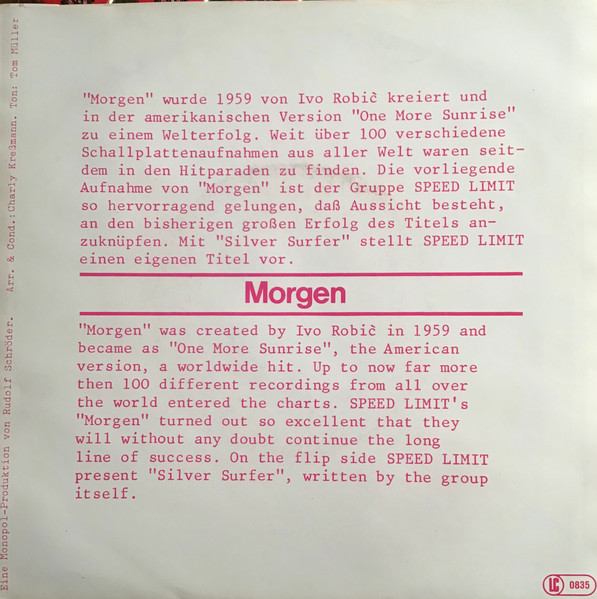 "Morgen" wurde 1959 von Ivo Robič kreiert und
in der amerikanischen Version "One More Sunrise"
zu einem Welterfolg. Weit über 100 verschiedene
Schallplattenaufnahmen aus aller Welt waren seit-
dem in den Hitparaden zu finden. Die vorliegende
Aufnahme von "Morgen" ist der Gruppe SPEED LIMIT
so hervorragend gelungen, daß Aussicht besteht,
an den bisherigen großen Erfolg des Titels an-
zuknüpfen. Mit "Silver Surfer" stellt SPEED LIMIT
einen eigenen Titel vor.
Morgen
"Morgen" was created by Ivo Robič in 1959 and
became as "One More Sunrise", the American
version, a worldwide hit. Up to now far more
then 100 different recordings from all over
the world entered the charts. SPEED LIMIT's
"Morgen" turned out so excellent that they
will without any doubt continue the long
line of success. On the flip side SPEED LIMIT
present "Silver Surfer", written by the group
itself.
Eine Monopol-Produktion von Rudolf Schröder. Arr. & Cond.: Charly Kreßmann. Ton: Tom Müller
LC 0835